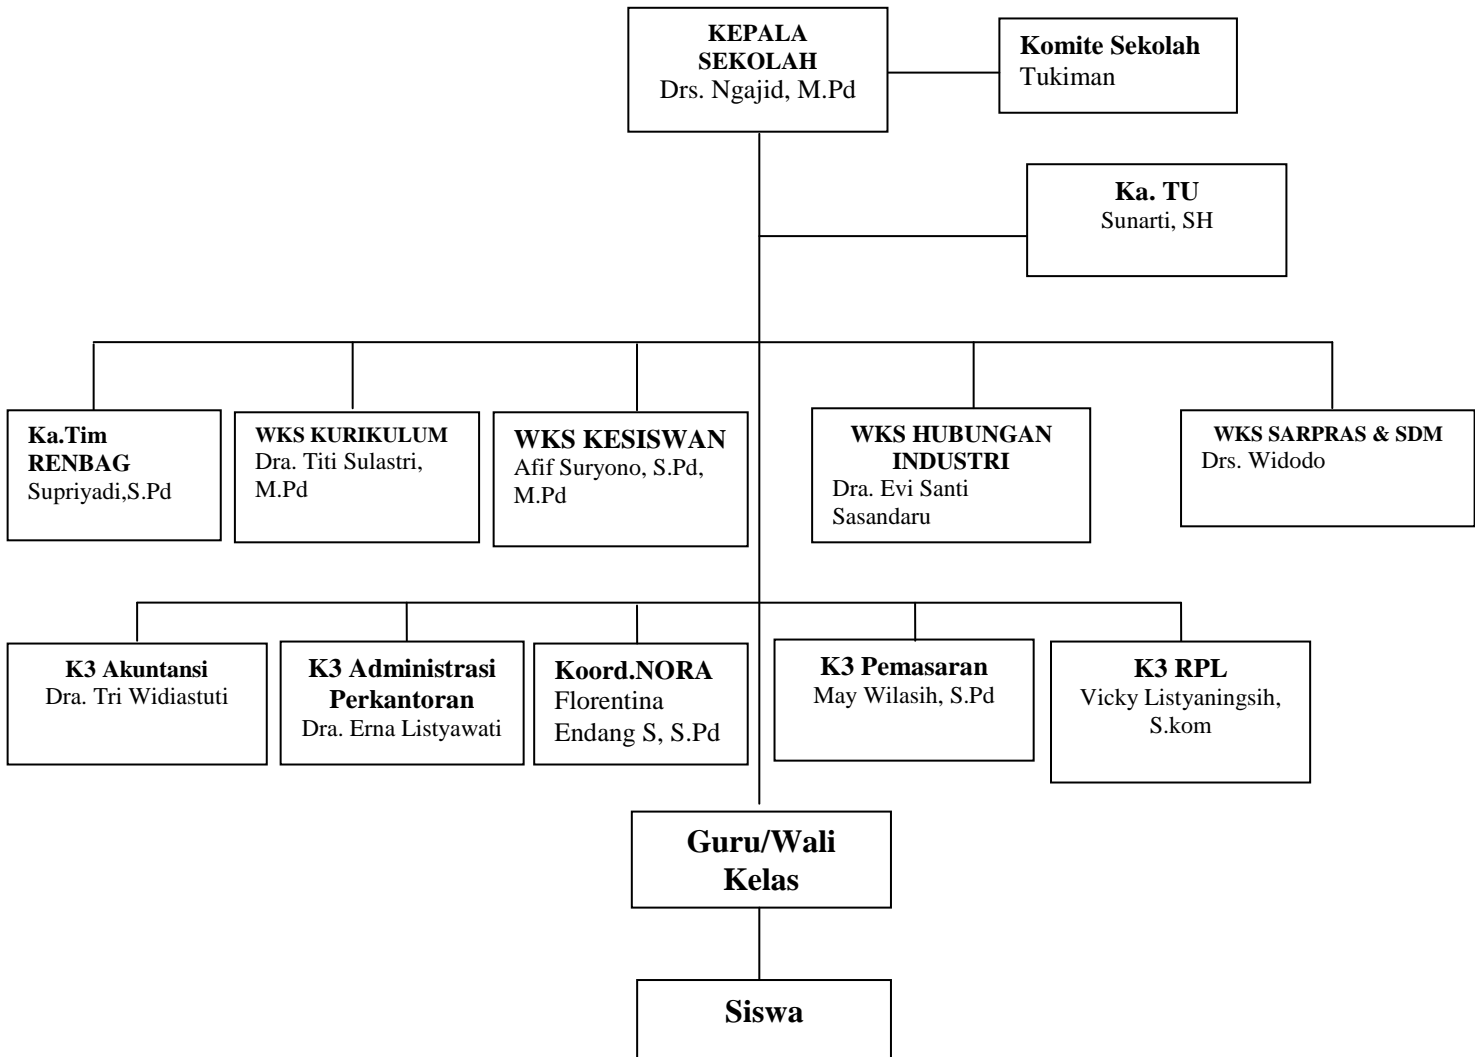 KEPALA
SEKOLAH
Drs. Ngajid, M.Pd
Komite Sekolah
Tukiman
Ka. TU
Sunarti, SH
Ka.Tim
RENBAG
Supriyadi,S.Pd
WKS KURIKULUM
Dra. Titi Sulastri,
M.Pd
WKS KESISWAN
Afif Suryono, S.Pd,
M.Pd
WKS HUBUNGAN
INDUSTRI
Dra. Evi Santi
Sasandaru
WKS SARPRAS & SDM
Drs. Widodo
K3 Akuntansi
Dra. Tri Widiastuti
K3 Administrasi
Perkantoran
Dra. Erna Listyawati
Koord.NORA
Florentina
Endang S, S.Pd
K3 Pemasaran
May Wilasih, S.Pd
K3 RPL
Vicky Listyaningsih,
S.kom
Guru/Wali
Kelas
Siswa